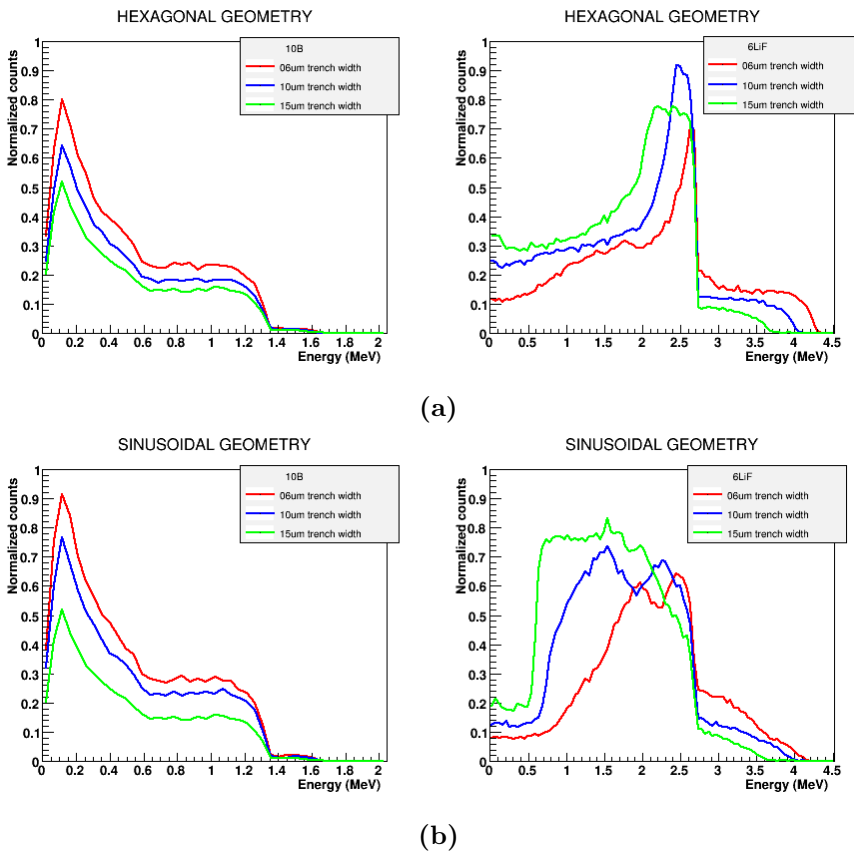 HEXAGONAL GEOMETRY
Normalized counts
1
0.9
0.8
0.7
0.6
0.5
0.4
0.3
0.2
0.1
0
10B
06um trench width
10um trench width
15um trench width
0 0.2 0.4 0.6 0.8 1 1.2 1.4 1.6 1.8 2
Energy (MeV)
HEXAGONAL GEOMETRY
Normalized counts
1
0.9
0.8
0.7
0.6
0.5
0.4
0.3
0.2
0.1
0
6LiF
06um trench width
10um trench width
15um trench width
0 0.5 1 1.5 2 2.5 3 3.5 4 4.5
Energy (MeV)
(a)
SINUSOIDAL GEOMETRY
Normalized counts
1
0.9
0.8
0.7
0.6
0.5
0.4
0.3
0.2
0.1
0
10B
06um trench width
10um trench width
15um trench width
0 0.2 0.4 0.6 0.8 1 1.2 1.4 1.6 1.8 2
Energy (MeV)
SINUSOIDAL GEOMETRY
Normalized counts
1
0.9
0.8
0.7
0.6
0.5
0.4
0.3
0.2
0.1
0
6LiF
06um trench width
10um trench width
15um trench width
0 0.5 1 1.5 2 2.5 3 3.5 4 4.5
Energy (MeV)
(b)